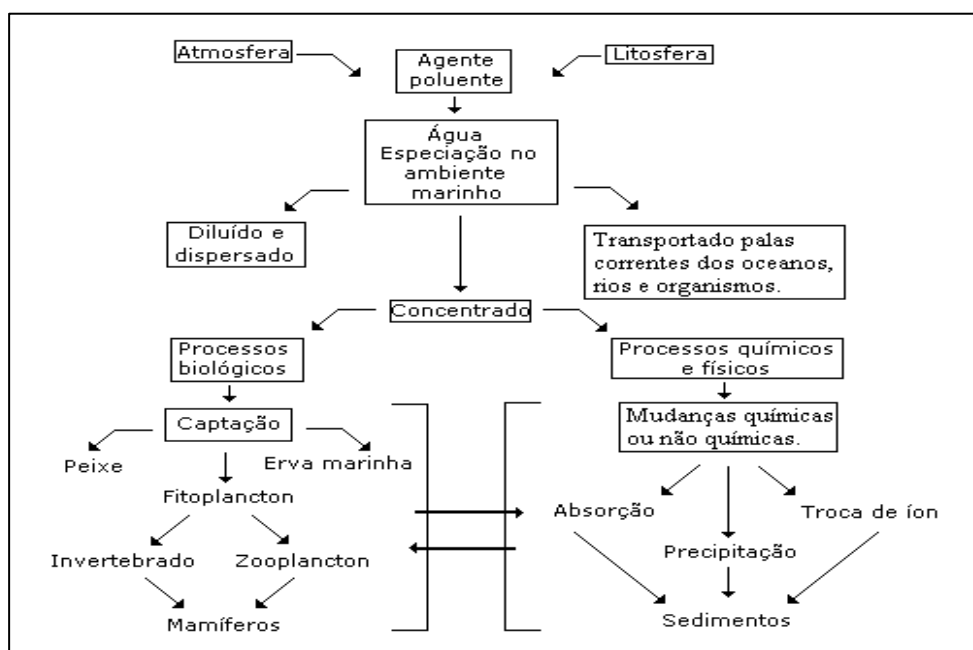 Atmosfera
Litosfera
Agente
poluente
Água
Especiação no
ambiente
marinho
Diluído e
dispersado
Transportado palas
correntes dos oceanos,
rios e organismos.
Concentrado
Processos
biológicos
Processos químicos
e físicos
Captação
Mudanças químicas
ou não químicas.
Peixe
Erva marinha
Fitoplancton
Invertebrado
Zooplancton
Mamíferos
Absorção
Troca de íon
Precipitação
Sedimentos